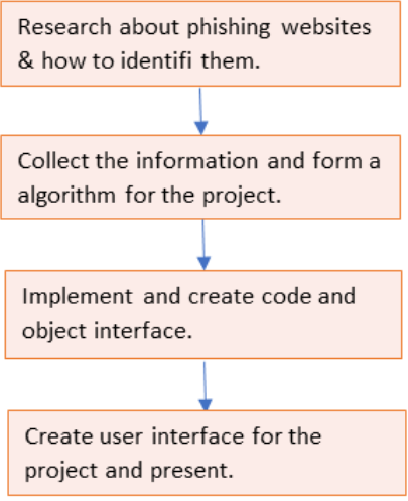 Research about phishing websites
& how to identifi them.
Collect the information and form a
algorithm for the project.
Implement and create code and
object interface.
Create user interface for the
project and present.